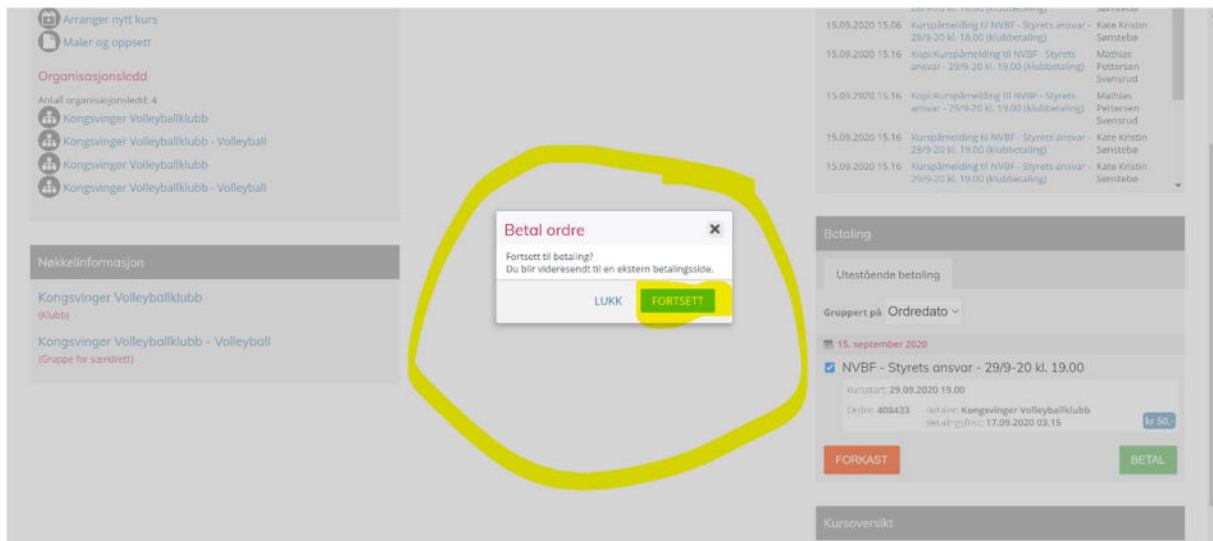 Arranger nytt kurs
Maler og oppsett
Organisasjonsledd
Antall organisasjonsledd: 4
Kongsvinger Volleyballklubb
Kongsvinger Volleyballklubb - Volleyball
Kongsvinger Volleyballklubb
Kongsvinger Volleyballklubb - Volleyball
Nøkkelinformasjon
Kongsvinger Volleyballklubb
(Klubb)
Kongsvinger Volleyballklubb - Volleyball
(Gruppe for særidrett)
Betal ordre
Fortsett til betaling?
Du blir videresendt til en ekstern betalingsside.
LUKK FORTSETT
15.09.2020 15.06 Kurspåmelding til NVBF - Styrets ansvar - Kate Kristin
28/9-20 kl. 18.00 (klubbetaling) Sønstebø
15.09.2020 15.16 Kopi:Kurspåmelding til NVBF - Styrets Mathias
ansvar - 29/9-20 kl. 19.00 (klubbetaling) Pettersen
Svensrud
15.09.2020 15.16 Kopi:Kurspåmelding til NVBF - Styrets Mathias
ansvar - 29/9-20 kl. 19.00 (klubbetaling) Pettersen
Svensrud
15.09.2020 15.16 Kurspåmelding til NVBF - Styrets ansvar - Kate Kristin
29/9-20 kl. 19.00 (klubbetaling) Sønstebø
15.09.2020 15.16 Kurspåmelding til NVBF - Styrets ansvar - Kate Kristin
29/9-20 kl. 19.00 (klubbetaling) Sønstebø
Betaling
Utestående betaling
Gruppert på Ordredato
15. september 2020
NVBF - Styrets ansvar - 29/9-20 kl. 19.00
Kursstart: 29.09.2020 19.00
Ordre: 408433 Betaler: Kongsvinger Volleyballklubb
Betalingsfrist: 17.09.2020 03.15 kr 50,-
FORKAST BETAL
Kursoversikt